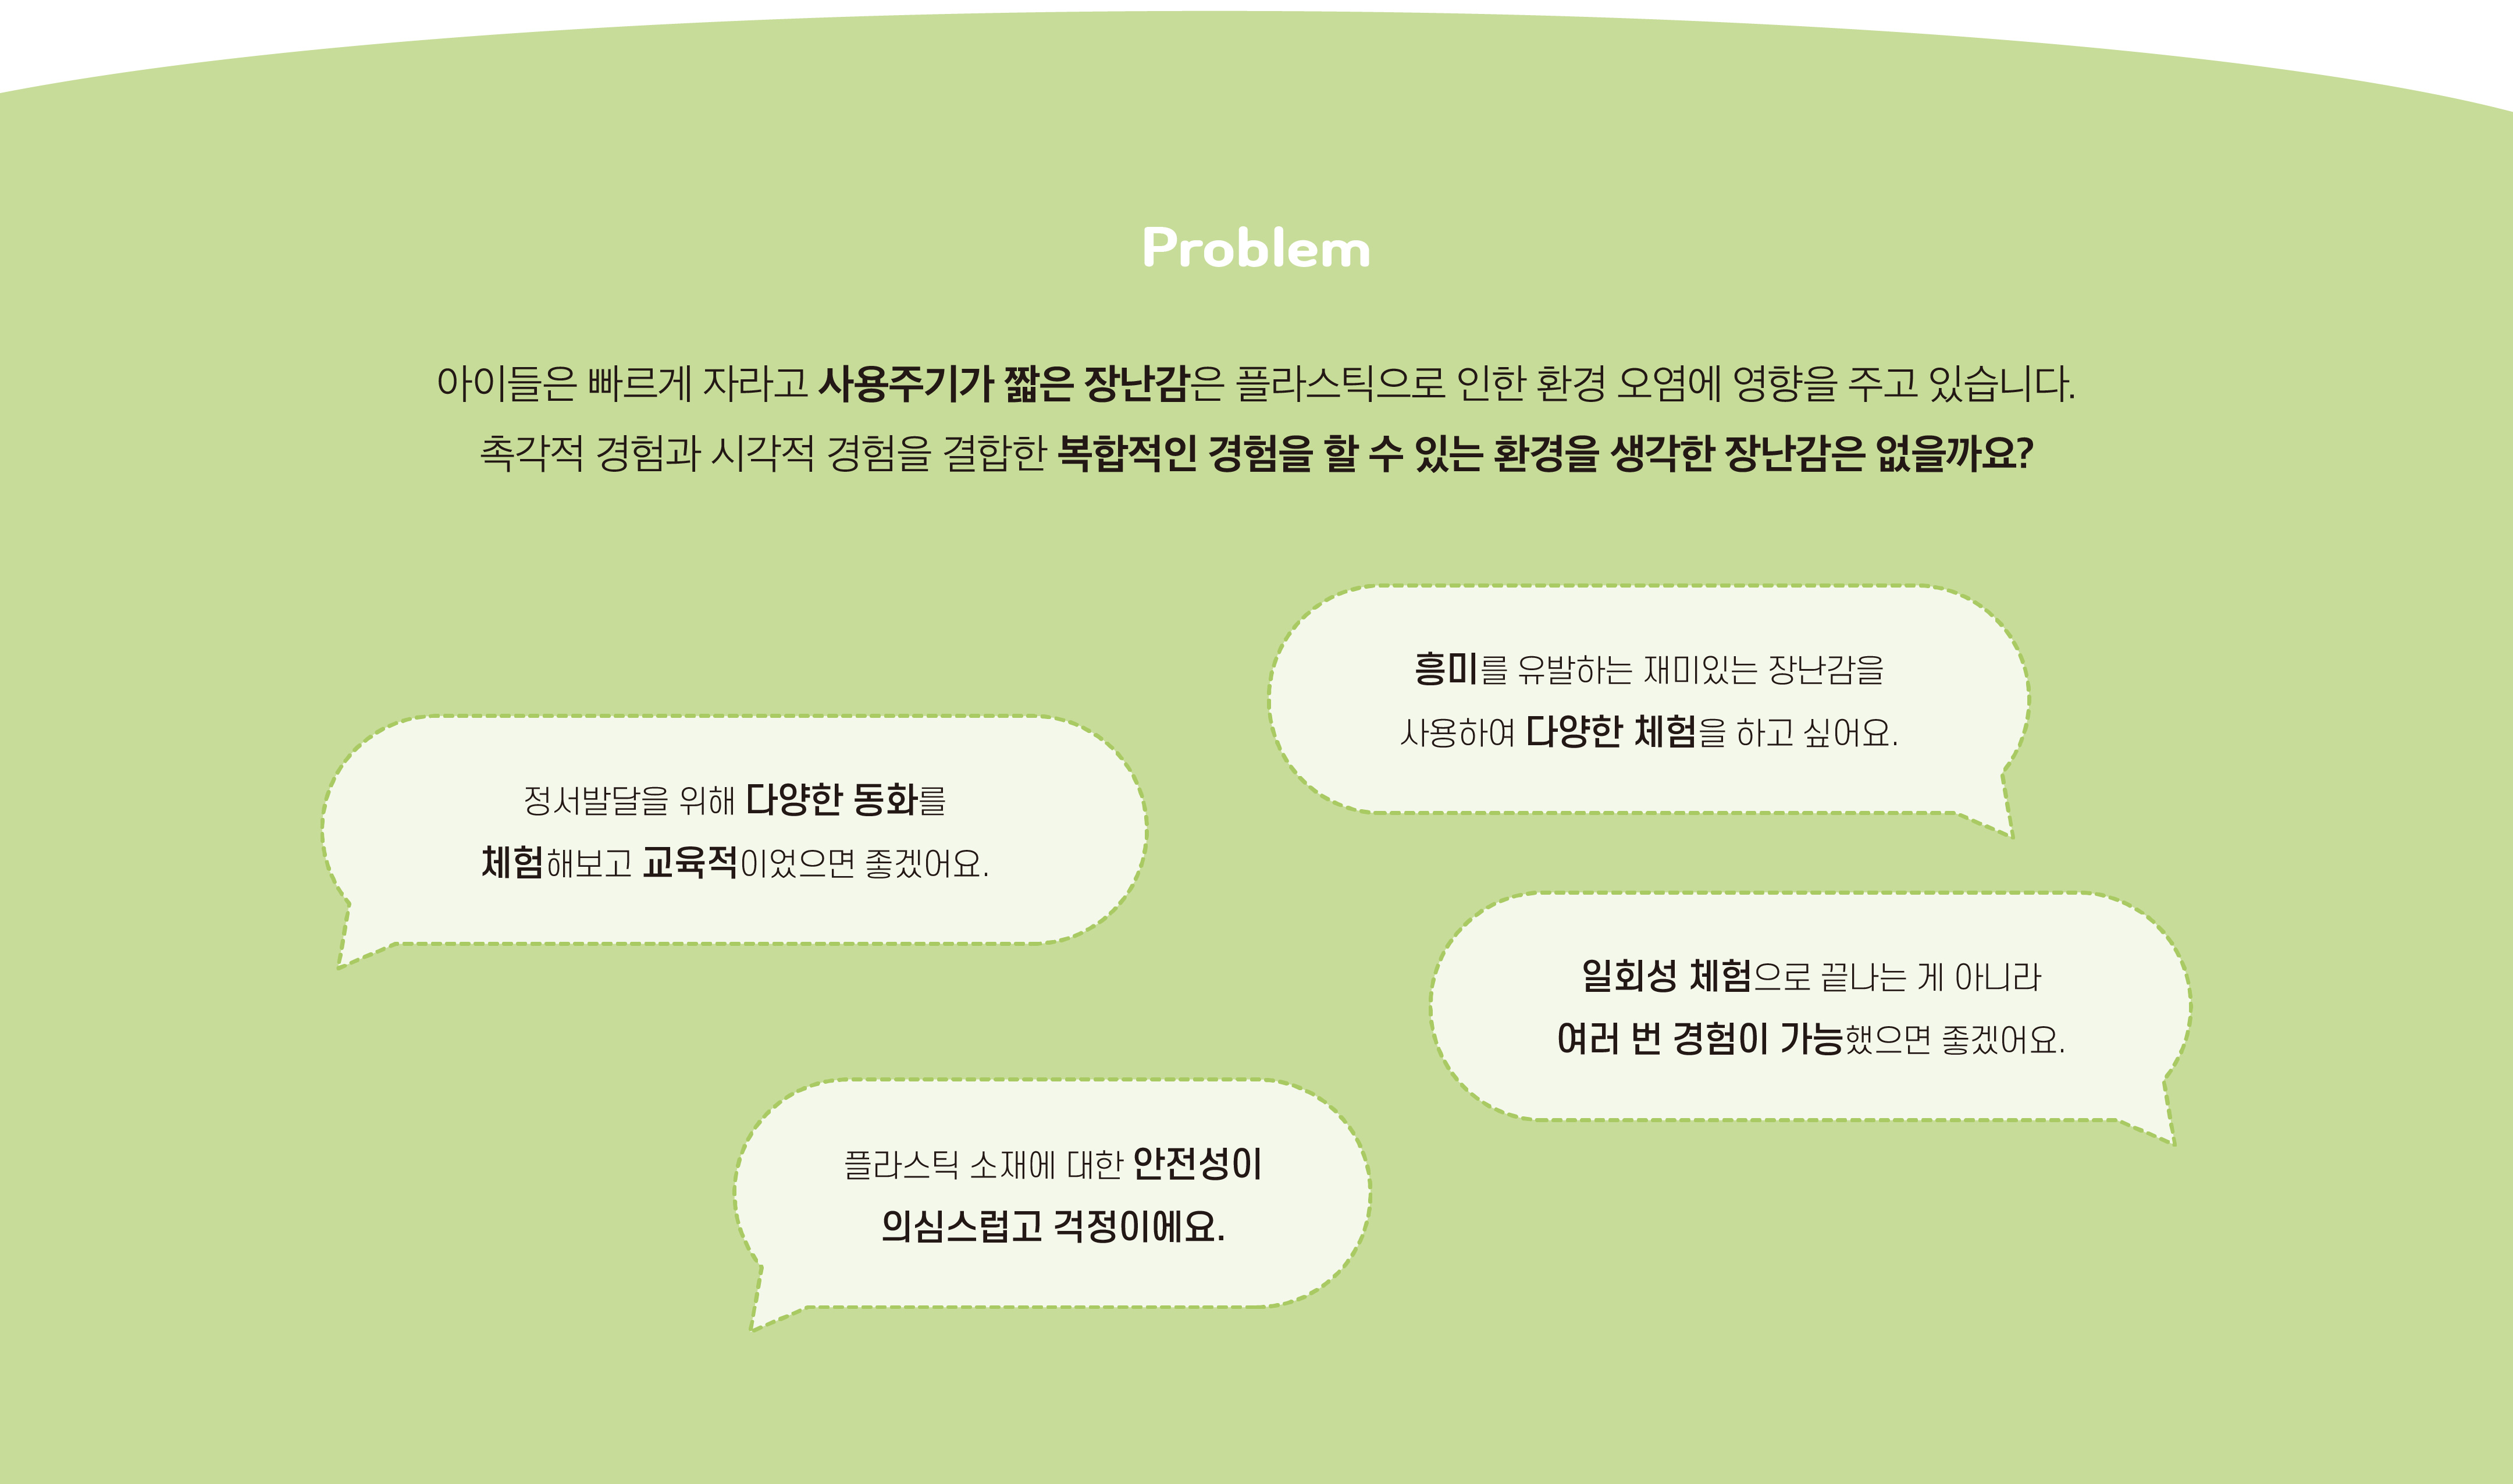 Problem
아이들은 빠르게 자라고 사용주기가 짧은 장난감은 플라스틱으로 인한 환경 오염에 영향을 주고 있습니다.
촉각적 경험과 시각적 경험을 결합한 복합적인 경험을 할 수 있는 환경을 생각한 장난감은 없을까요?
흥미를 유발하는 재미있는 장난감을
사용하여 다양한 체험을 하고 싶어요.
정서발달을 위해 다양한 동화를
체험해보고 교육적이었으면 좋겠어요.
일회성 체험으로 끝나는 게 아니라
여러 번 경험이 가능했으면 좋겠어요.
플라스틱 소재에 대한 안전성이
의심스럽고 걱정이에요.